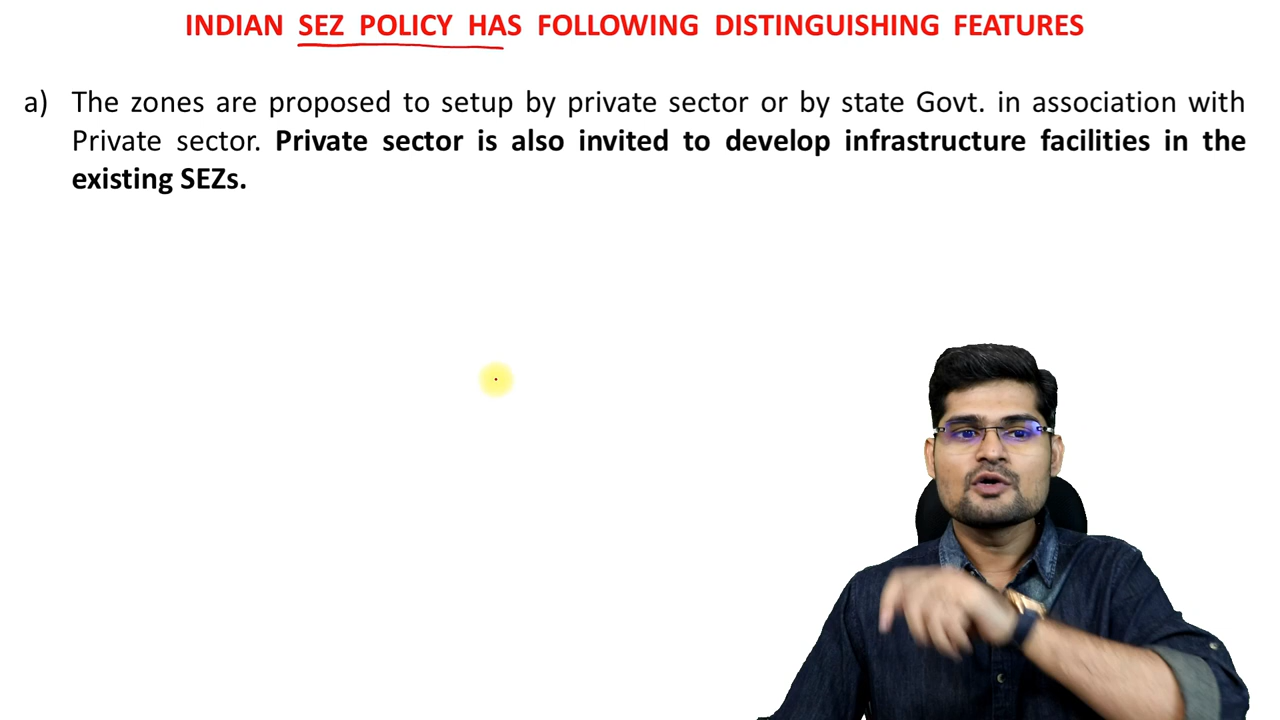 INDIAN SEZ POLICY HAS FOLLOWING DISTINGUISHING FEATURES
a) The zones are proposed to setup by private sector or by state Govt. in association with
Private sector. Private sector is also invited to develop infrastructure facilities in the
existing SEZs.